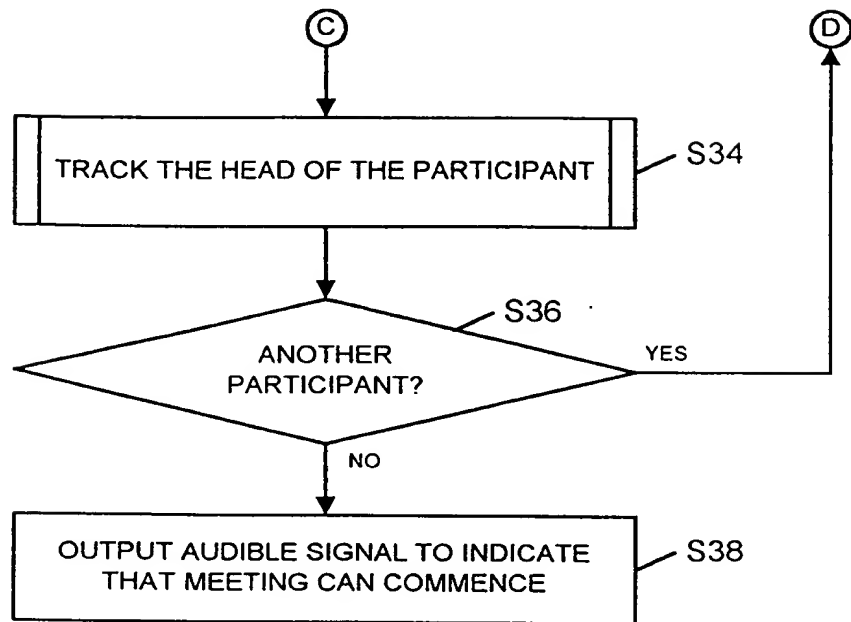 C
D
TRACK THE HEAD OF THE PARTICIPANT
S34
S36
ANOTHER
PARTICIPANT?
YES
NO
OUTPUT AUDIBLE SIGNAL TO INDICATE
THAT MEETING CAN COMMENCE
S38